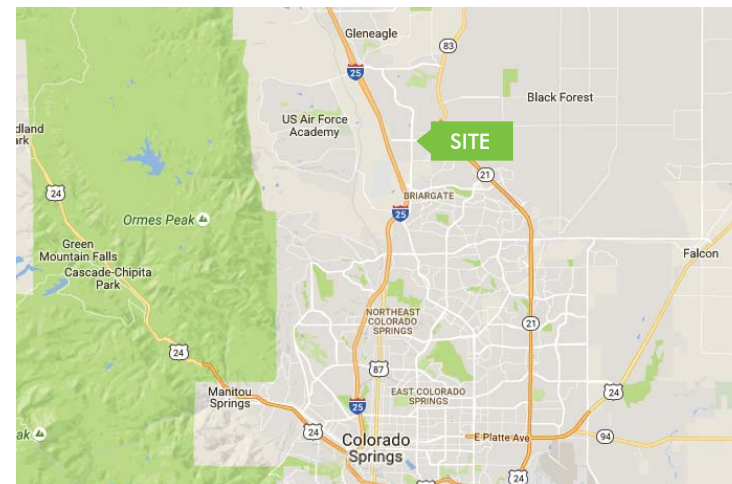 Gleneagle
83
25
Black Forest
US Air Force
Academy
SITE
dland
ark
21
24
BRIARGATE
25
Ormes Peak
Green
Mountain Falls
Cascade-Chipita
Park
Falcon
NORTHEAST
COLORADO
SPRINGS
21
24
87
Manitou
Springs
EAST COLORADO
SPRINGS
24
25
24
Colorado
Springs
E Platte Ave
94
ak
24